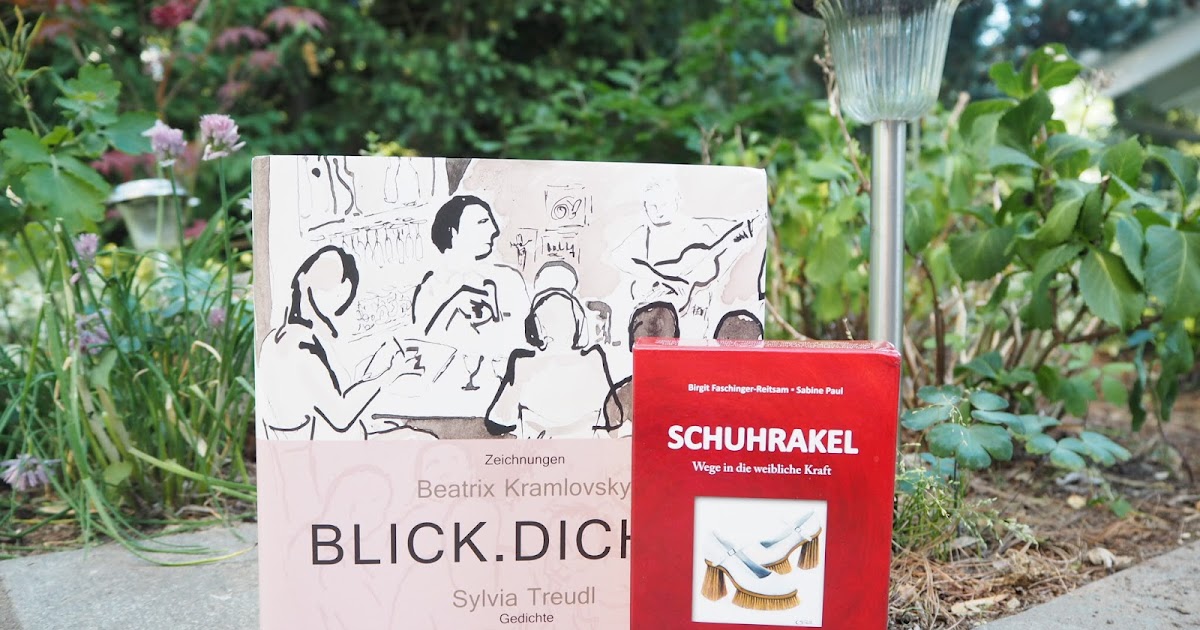 Zeichnungen
Beatrix Kramlovsky
BLICK.DICH
Sylvia Treudl
Gedichte
Birgit Faschinger-Reitsam • Sabine Paul
SCHUHRAKEL
Wege in die weibliche Kraft